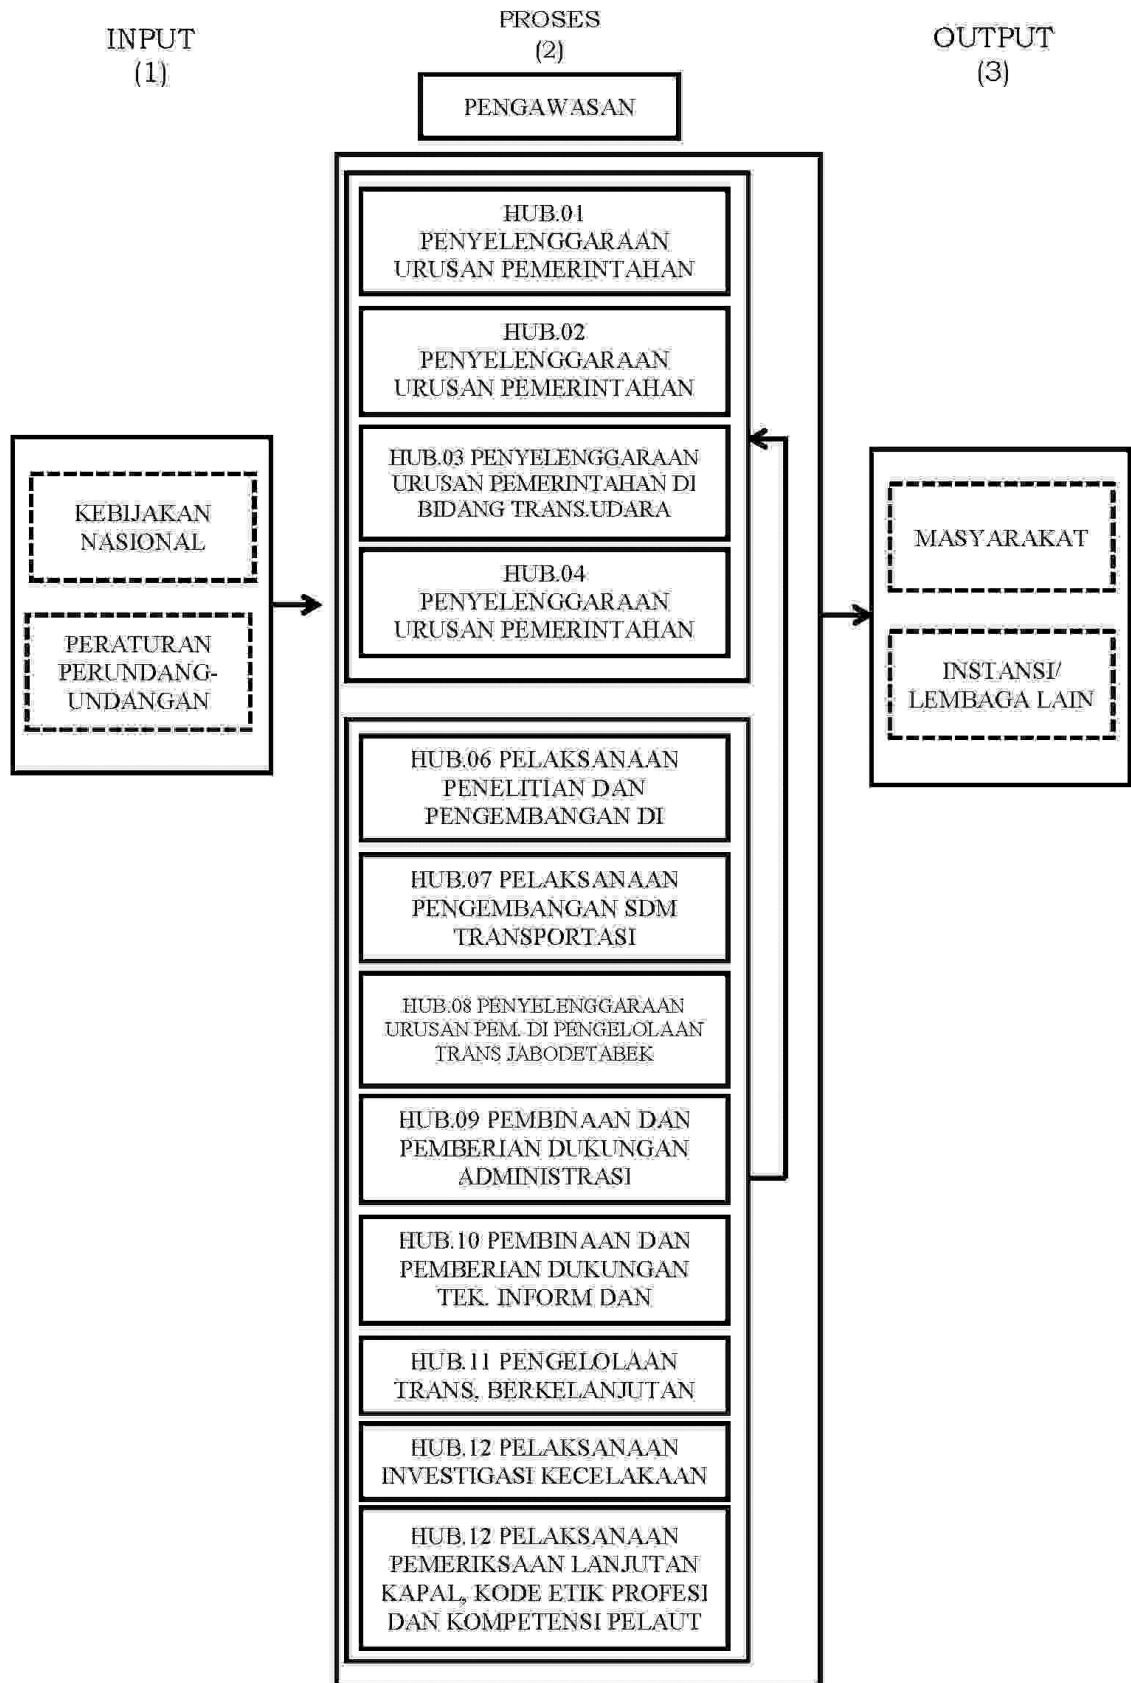 INPUT
(1)
PROSES
(2)
OUTPUT
(3)
PENGAWASAN
KEBIJAKAN
NASIONAL
PERATURAN
PERUNDANG-
UNDANGAN
HUB.01
PENYELENGGARAAN
URUSAN PEMERINTAHAN
HUB.02
PENYELENGGARAAN
URUSAN PEMERINTAHAN
HUB.03 PENYELENGGARAAN
URUSAN PEMERINTAHAN DI
BIDANG TRANS.UDARA
HUB.04
PENYELENGGARAAN
URUSAN PEMERINTAHAN
HUB.06 PELAKSANAAN
PENELITIAN DAN
PENGEMBANGAN DI
HUB.07 PELAKSANAAN
PENGEMBANGAN SDM
TRANSPORTASI
HUB.08 PENYELENGGARAAN
URUSAN PEM. DI PENGELOLAAN
TRANS JABODETABEK
HUB.09 PEMBINAAN DAN
PEMBERIAN DUKUNGAN
ADMINISTRASI
HUB.10 PEMBINAAN DAN
PEMBERIAN DUKUNGAN
TEK. INFORM DAN
HUB.11 PENGELOLAAN
TRANS. BERKELANJUTAN
HUB.12 PELAKSANAAN
INVESTIGASI KECELAKAAN
HUB.12 PELAKSANAAN
PEMERIKSAAN LANJUTAN
KAPAL, KODE ETIK PROFESI
DAN KOMPETENSI PELAUT
MASYARAKAT
INSTANSI/
LEMBAGA LAIN